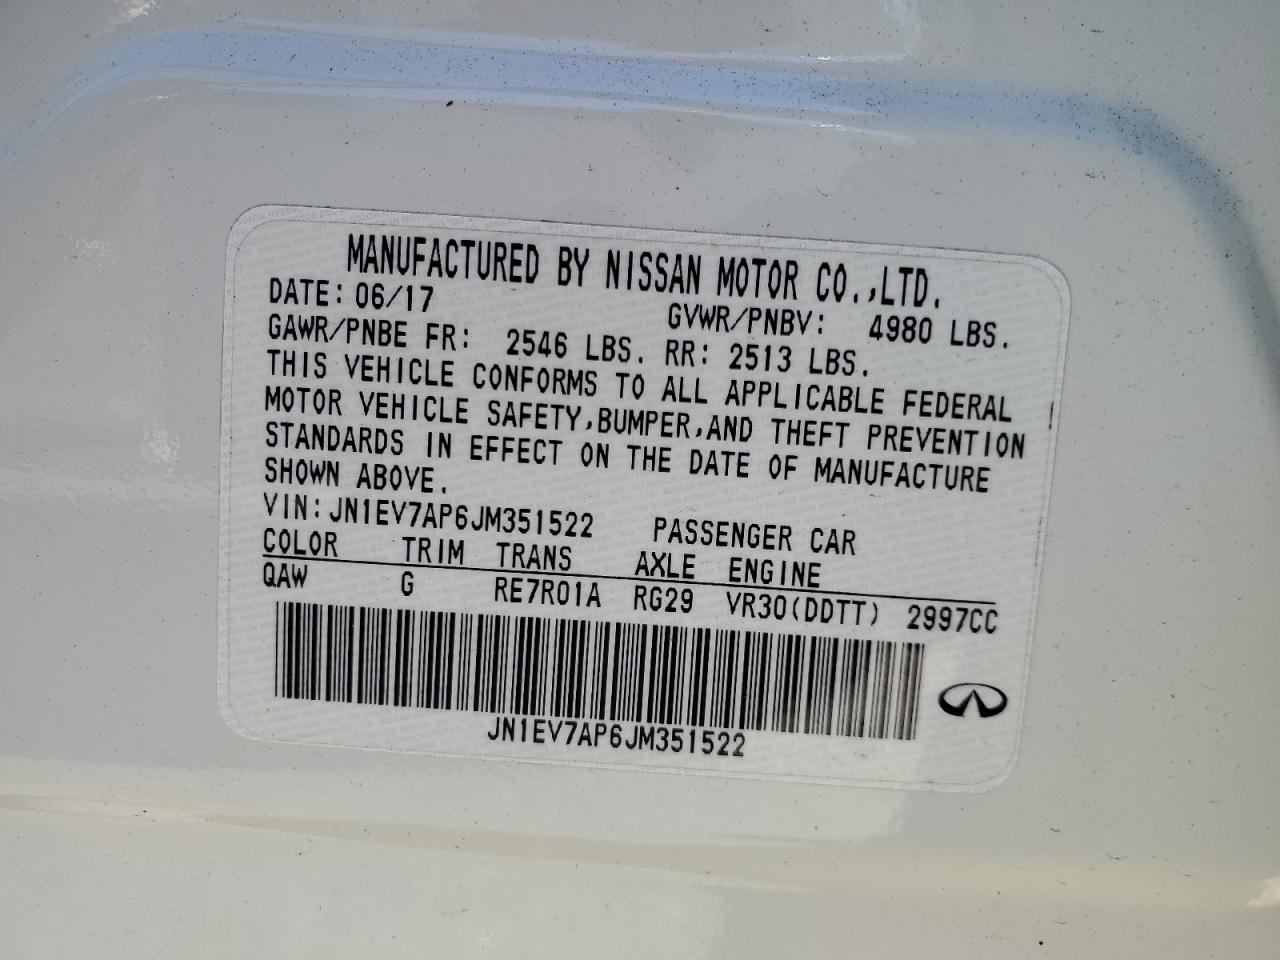 MANUFACTURED BY NISSAN MOTOR CO.,LTD.
DATE: 06/17 GVWR/PNBV: 4980 LBS.
GAWR/PNBE FR: 2546 LBS. RR: 2513 LBS.
THIS VEHICLE CONFORMS TO ALL APPLICABLE FEDERAL
MOTOR VEHICLE SAFETY,BUMPER,AND THEFT PREVENTION
STANDARDS IN EFFECT ON THE DATE OF MANUFACTURE
SHOWN ABOVE.
VIN:JN1EV7AP6JM351522 PASSENGER CAR
COLOR TRIM TRANS AXLE ENGINE
QAW G RE7R01A RG29 VR30(DDTT) 2997CC
JN1EV7AP6JM351522